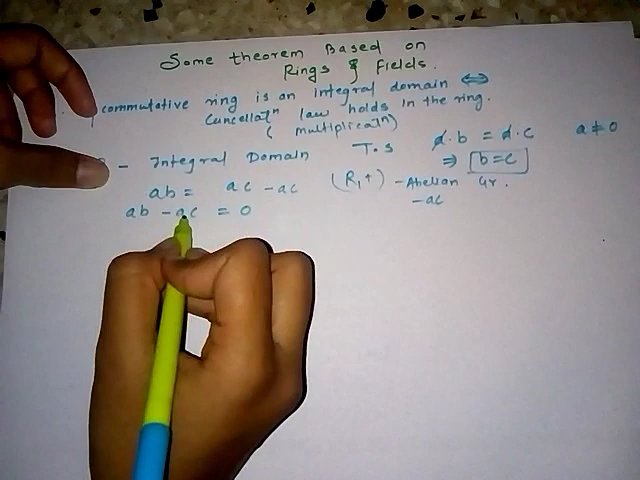 Some theorem Based on
Rings & Fields.
commutative ring is an integral domain ⇔
Cancellatⁿ law holds in the ring.
(multiplicatⁿ)
- Integral Domain
T.S a.b = a.c a ≠ 0
⇒ b=c
ab = ac - ac
(R,+) - Abelian Gr.
- ac
ab - ac = 0